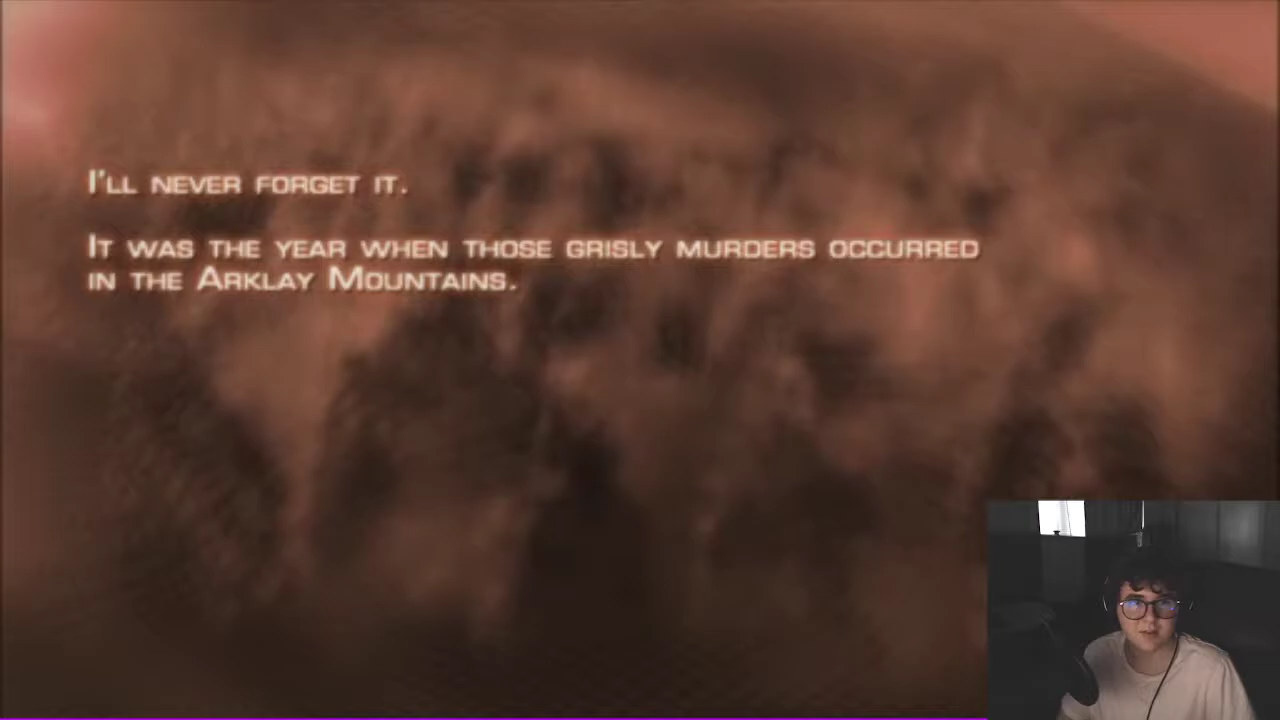 I'll never forget it.
It was the year when those grisly murders occurred
in the Arklay Mountains.